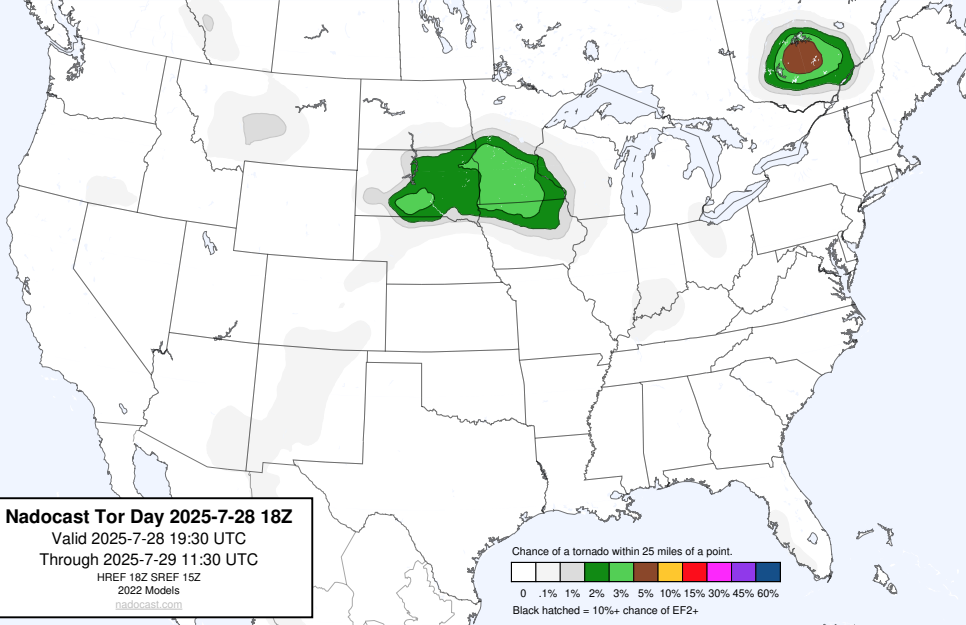 Nadocast Tor Day 2025-7-28 18Z
Valid 2025-7-28 19:30 UTC
Through 2025-7-29 11:30 UTC
HREF 18Z SREF 15Z
2022 Models
nadocast.com
Chance of a tornado within 25 miles of a point.
0 .1% 1% 2% 3% 5% 10% 15% 30% 45% 60%
Black hatched = 10%+ chance of EF2+